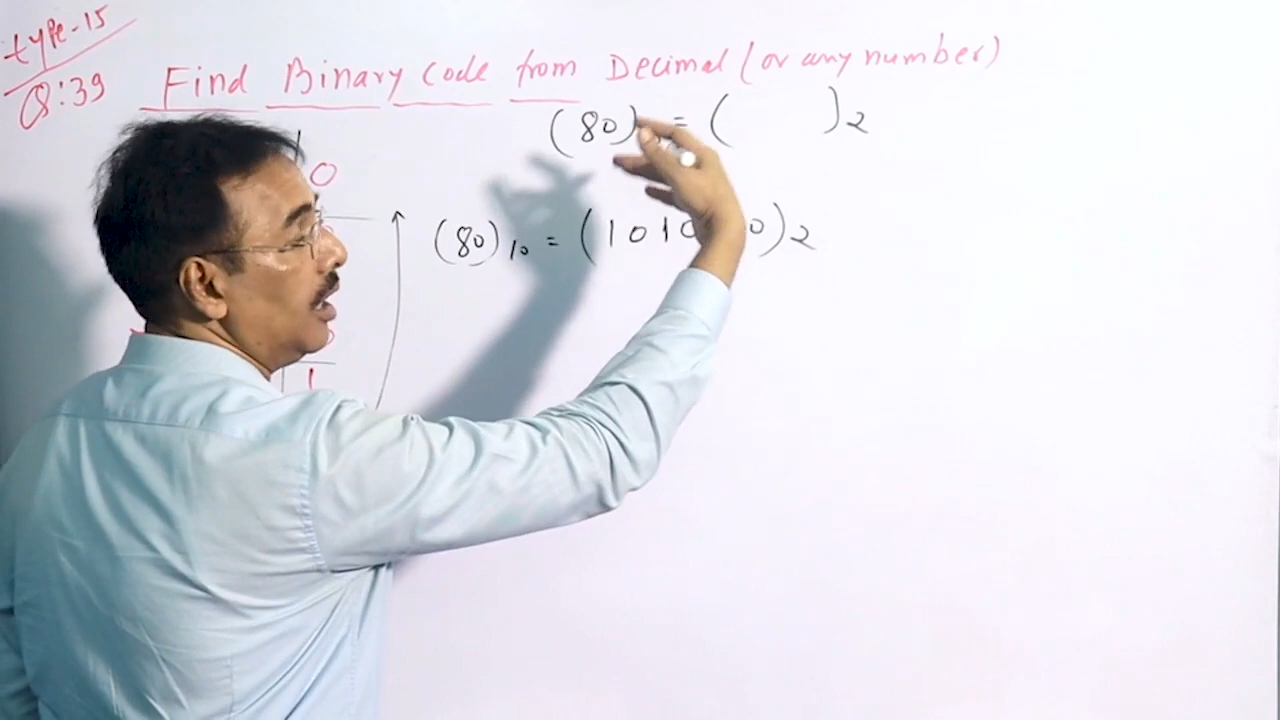 type-15
Q:39 Find Binary Code from Decimal (or any number)
(80) = ( )2
0
(80)10 = (1010 0)2
1